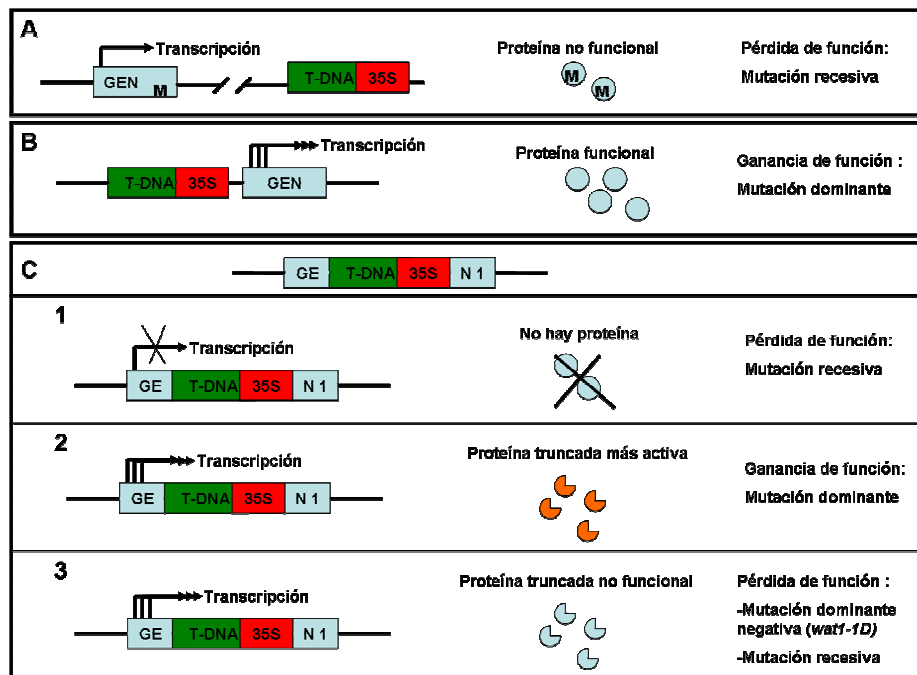 A
Transcripción
GEN
M
T-DNA 35S
Proteína no funcional
M
M
Pérdida de función:
Mutación recesiva
B
Transcripción
T-DNA 35S
GEN
Proteína funcional
Ganancia de función :
Mutación dominante
C
GE T-DNA 35S N 1
1
Transcripción
GE T-DNA 35S N 1
No hay proteína
Pérdida de función:
Mutación recesiva
2
Transcripción
GE T-DNA 35S N 1
Proteína truncada más activa
Ganancia de función:
Mutación dominante
3
Transcripción
GE T-DNA 35S N 1
Proteína truncada no funcional
Pérdida de función :
-Mutación dominante
negativa (wat1-1D)
-Mutación recesiva